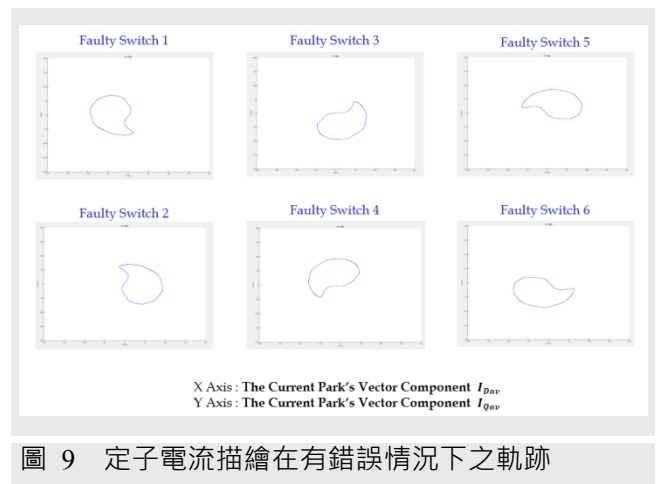 Faulty Switch 1
Faulty Switch 3
Faulty Switch 5
Faulty Switch 2
Faulty Switch 4
Faulty Switch 6
X Axis : The Current Park's Vector Component I_Dav
Y Axis : The Current Park's Vector Component I_Qav
圖 9 定子電流描繪在有錯誤情況下之軌跡